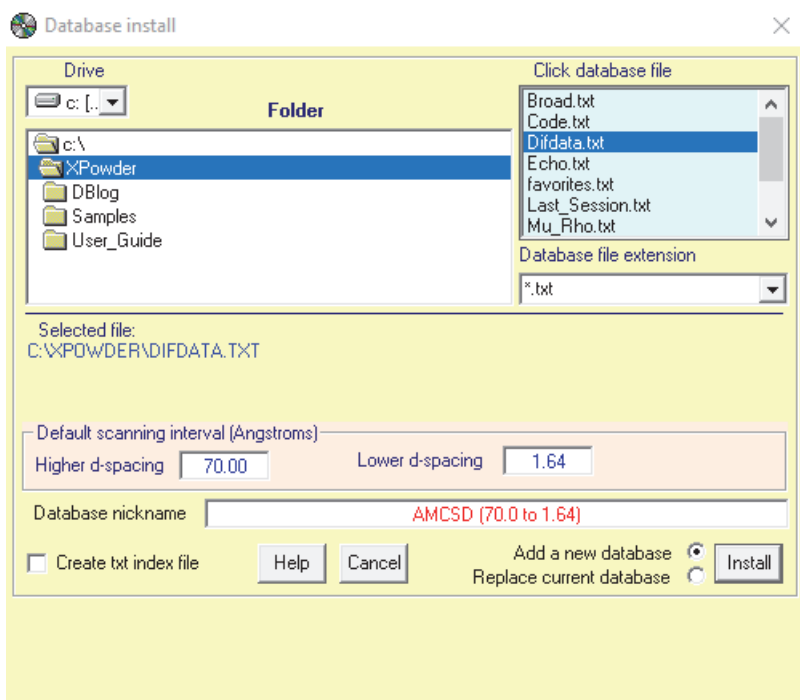 Database install
Drive
c: [..
Folder
c:\
XPowder
DBlog
Samples
User_Guide
Click database file
Broad.txt
Code.txt
Difdata.txt
Echo.txt
favorites.txt
Last_Session.txt
Mu_Rho.txt
Database file extension
*.txt
Selected file:
C:\XPOWDER\DIFDATA.TXT
Default scanning interval (Angstroms)
Higher d-spacing 70.00 Lower d-spacing 1.64
Database nickname AMCSD (70.0 to 1.64)
Create txt index file Help Cancel Add a new database Install
Replace current database